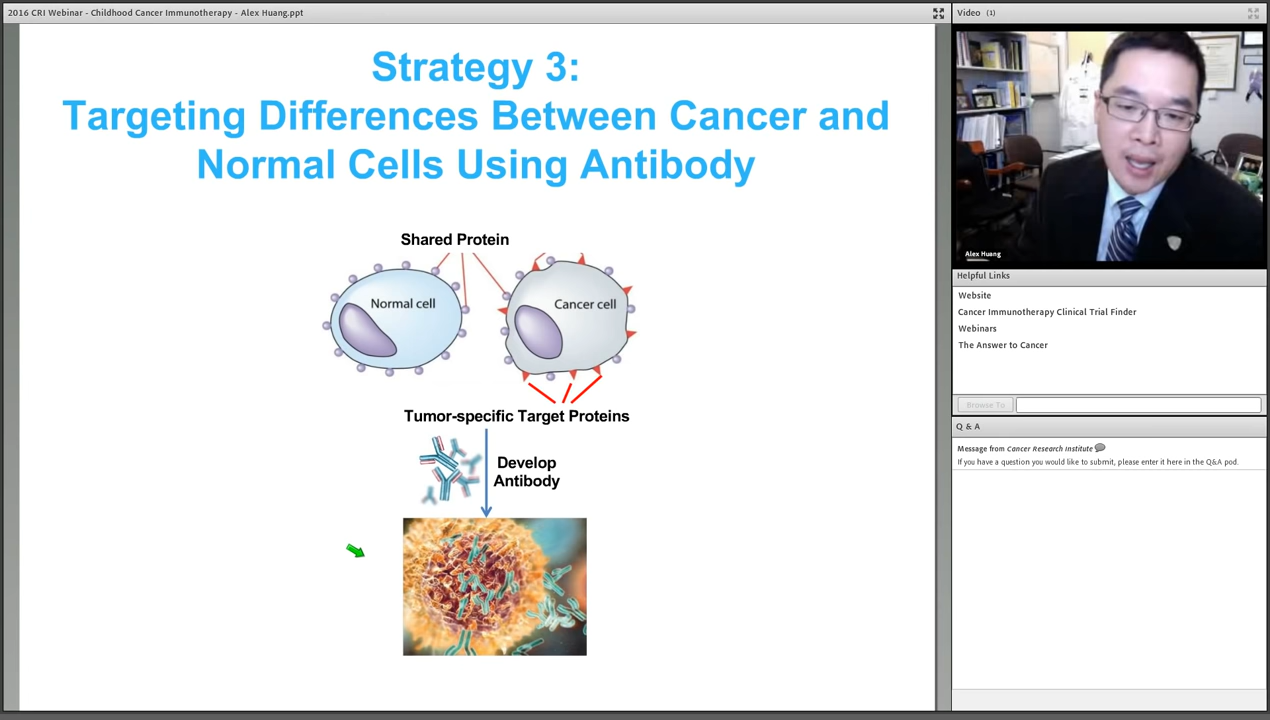 2016 CRI Webinar - Childhood Cancer Immunotherapy - Alex Huang.ppt
Strategy 3:
Targeting Differences Between Cancer and
Normal Cells Using Antibody
Shared Protein
Normal cell
Cancer cell
Tumor-specific Target Proteins
Develop
Antibody
Video (1)
Alex Huang
Helpful Links
Website
Cancer Immunotherapy Clinical Trial Finder
Webinars
The Answer to Cancer
Browse To
Q & A
Message from Cancer Research Institute
If you have a question you would like to submit, please enter it here in the Q&A pod.